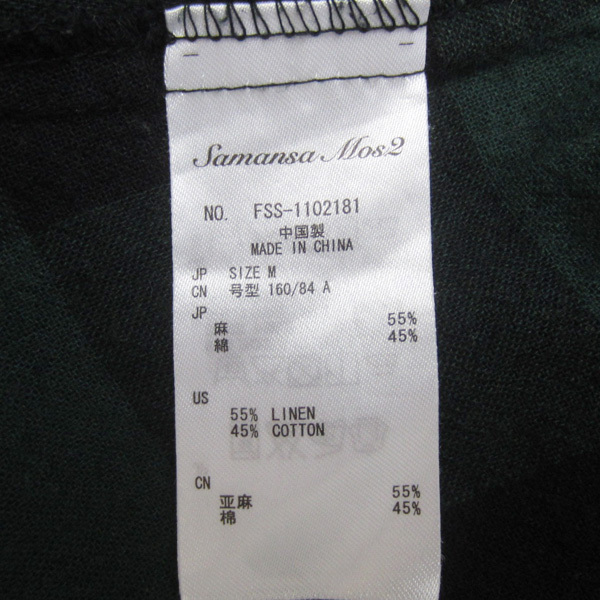 Samansa Mos2
NO. FSS-1102181
中国製
MADE IN CHINA
JP SIZE M
CN 号型 160/84 A
JP
麻 55%
綿 45%
US
55% LINEN
45% COTTON
CN
亚麻 55%
棉 45%